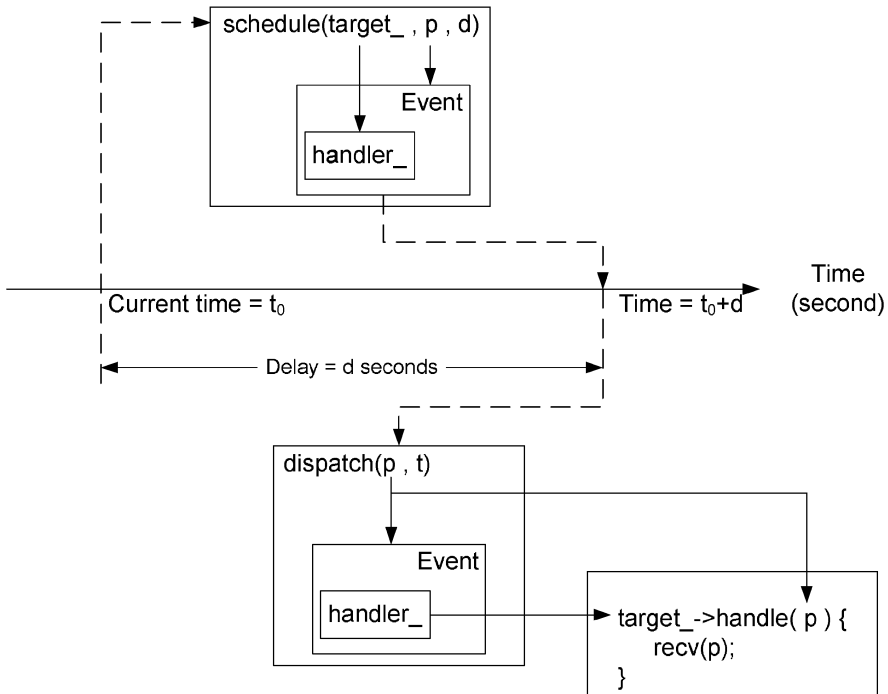 schedule(target_ , p , d)
Event
handler_
Time
(second)
Current time = t₀
Time = t₀+d
Delay = d seconds
dispatch(p , t)
Event
handler_
target_->handle( p ) {
recv(p);
}